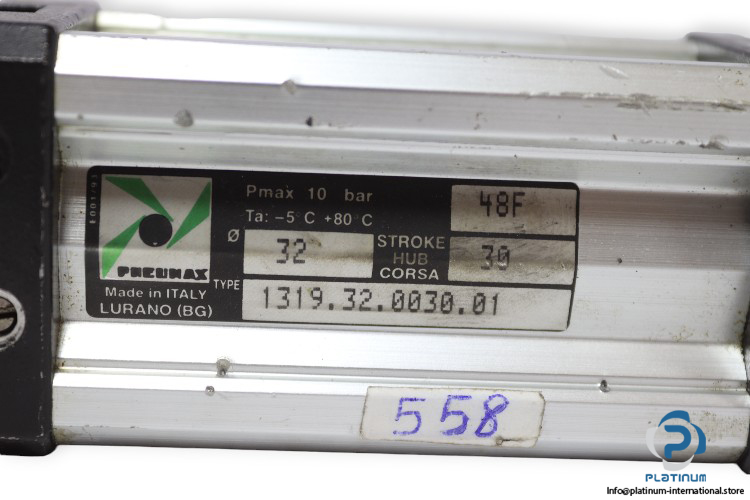 Pmax 10 bar
48F
Ta: -5°C +80°C
Ø 32
STROKE
HUB
CORSA
30
PNEUMAX
TYPE 1319.32.0030.01
Made in ITALY
LURANO (BG)
558
PLATINUM
Info@platinum-international.store